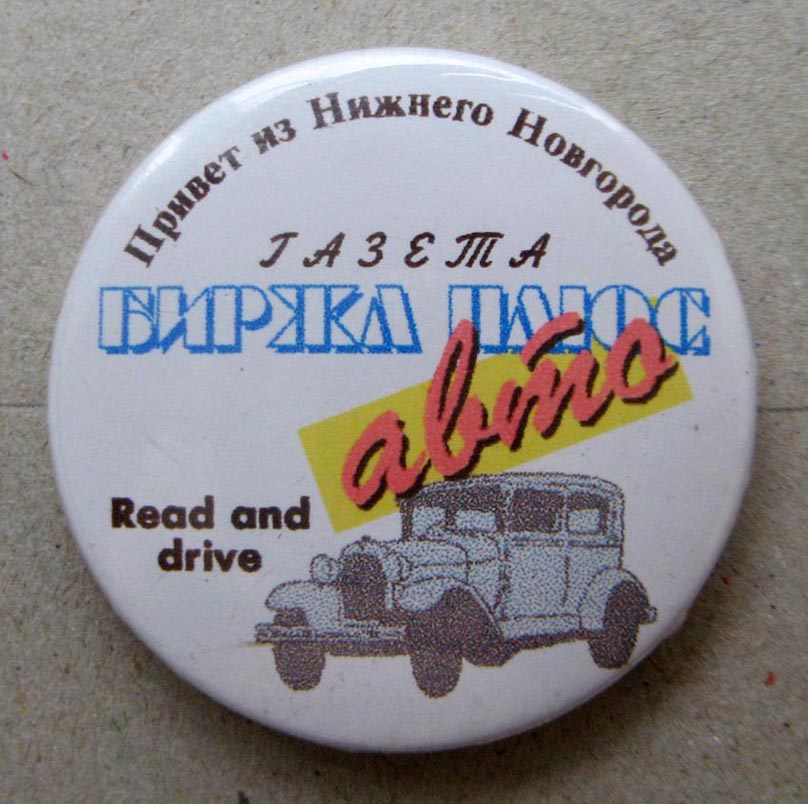 Привет из Нижнего Новгорода
ГАЗЕТА
БИРЖА ПЛЮС
авто
Read and
drive